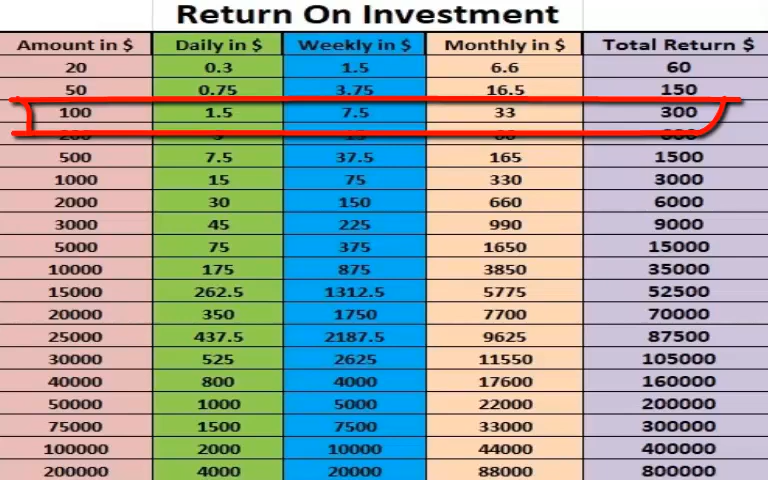 Return On Investment
Amount in $ Daily in $ Weekly in $ Monthly in $ Total Return $
20 0.3 1.5 6.6 60
50 0.75 3.75 16.5 150
100 1.5 7.5 33 300
200 3 15 66 600
500 7.5 37.5 165 1500
1000 15 75 330 3000
2000 30 150 660 6000
3000 45 225 990 9000
5000 75 375 1650 15000
10000 175 875 3850 35000
15000 262.5 1312.5 5775 52500
20000 350 1750 7700 70000
25000 437.5 2187.5 9625 87500
30000 525 2625 11550 105000
40000 800 4000 17600 160000
50000 1000 5000 22000 200000
75000 1500 7500 33000 300000
100000 2000 10000 44000 400000
200000 4000 20000 88000 800000